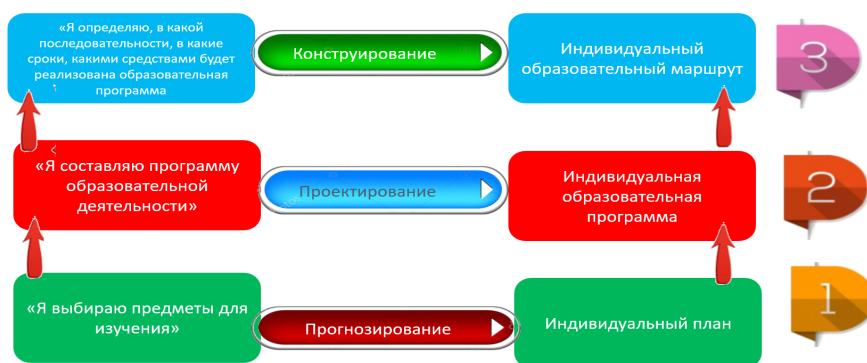 «Я определяю, в какой
последовательности, в какие
сроки, какими средствами будет
реализована образовательная
программа
Конструирование
Индивидуальный
образовательный маршрут
3
«Я составляю программу
образовательной
деятельности»
Проектирование
Индивидуальная
образовательная
программа
2
«Я выбираю предметы для
изучения»
Прогнозирование
Индивидуальный план
1